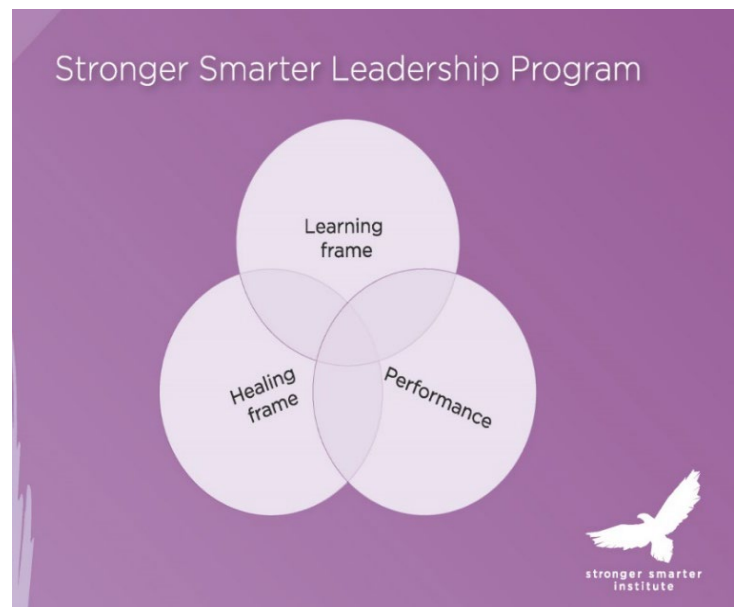 Stronger Smarter Leadership Program
Learning
frame
Healing
frame
Performance
stronger smarter
institute